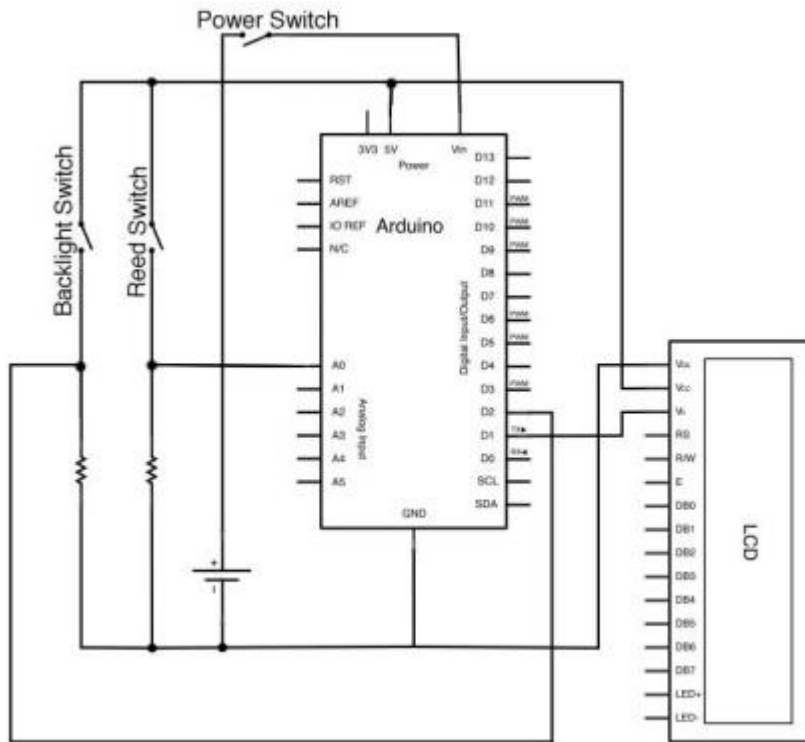 Power Switch
Backlight Switch
Reed Switch
3V3
5V
Vin
Power
Arduino
RST
AREF
IO REF
N/C
A0
A1
A2
A3
A4
A5
Analog Input
D13
D12
D11
PWM
D10
PWM
D9
PWM
D8
D7
D6
PWM
D5
PWM
D4
D3
PWM
D2
D1
TX
D0
RX
SCL
SDA
Digital Input/Output
GND
+
Vcc
RS
R/W
E
DB0
DB1
DB2
DB3
DB4
DB5
DB6
DB7
LED+
LED-
LCD